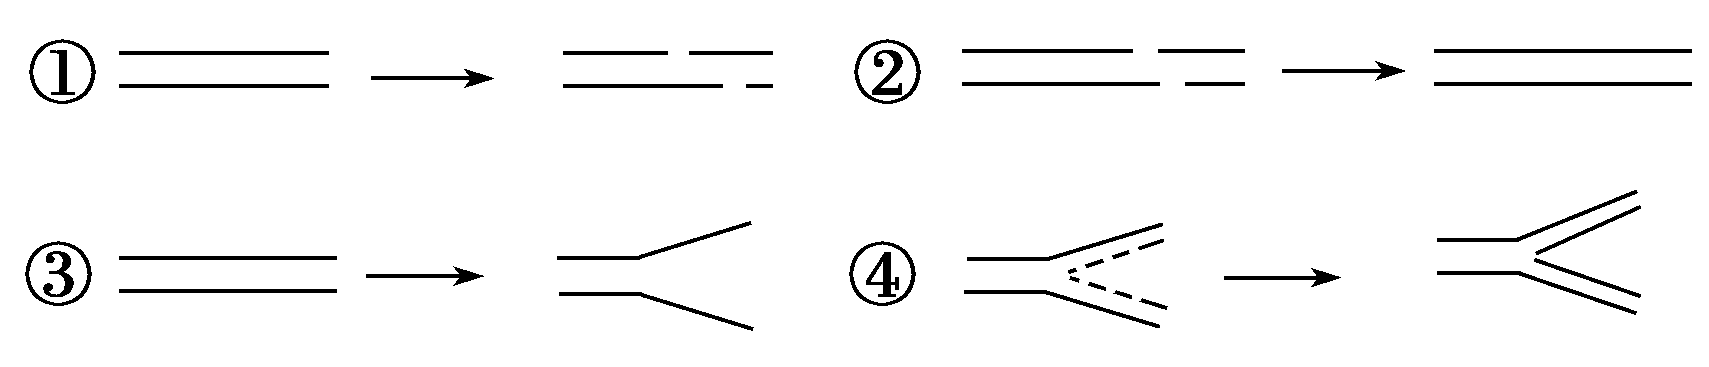 ① ②
③ ④